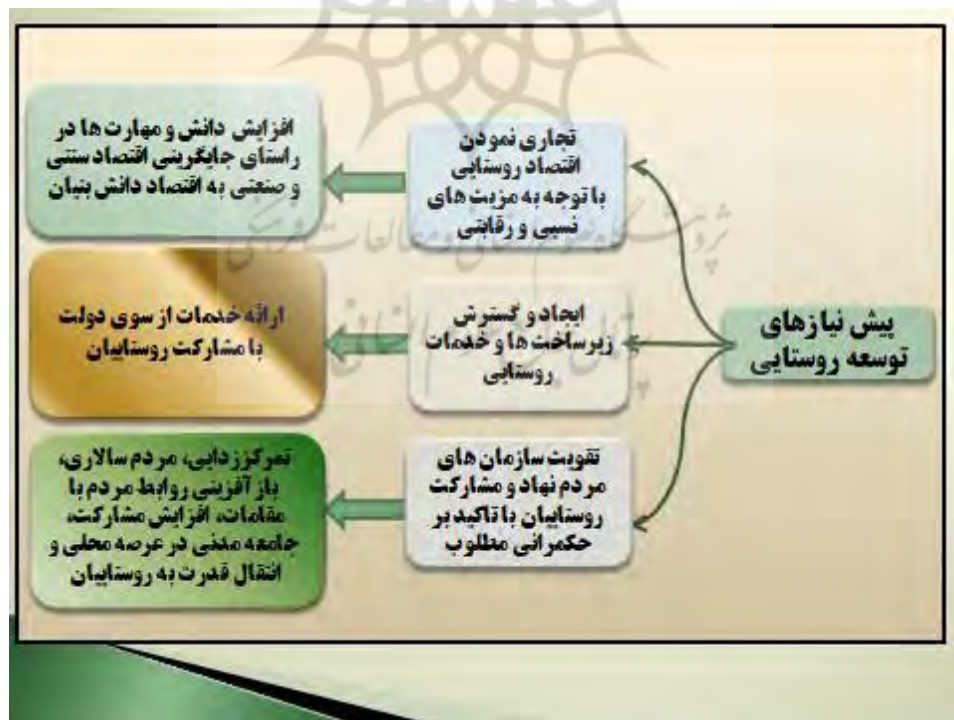 پیش نیازهای
توسعه روستایی
تجاری نمودن
اقتصاد روستایی
با توجه به مزیت های
نسبی و رقابتی
افزایش دانش و مهارت ها در
راستای جایگزینی اقتصاد سنتی
و صنعتی به اقتصاد دانش بنیان
ایجاد و گسترش
زیرساخت ها و خدمات
روستایی
ارائه خدمات از سوی دولت
با مشارکت روستاییان
تقویت سازمان های
مردم نهاد و مشارکت
روستاییان با تاکید بر
حکمرانی مطلوب
تمرکززدایی، مردم سالاری،
باز آفرینی روابط مردم با
مقامات، افزایش مشارکت،
جامعه مدنی در عرصه محلی و
انتقال قدرت به روستاییان